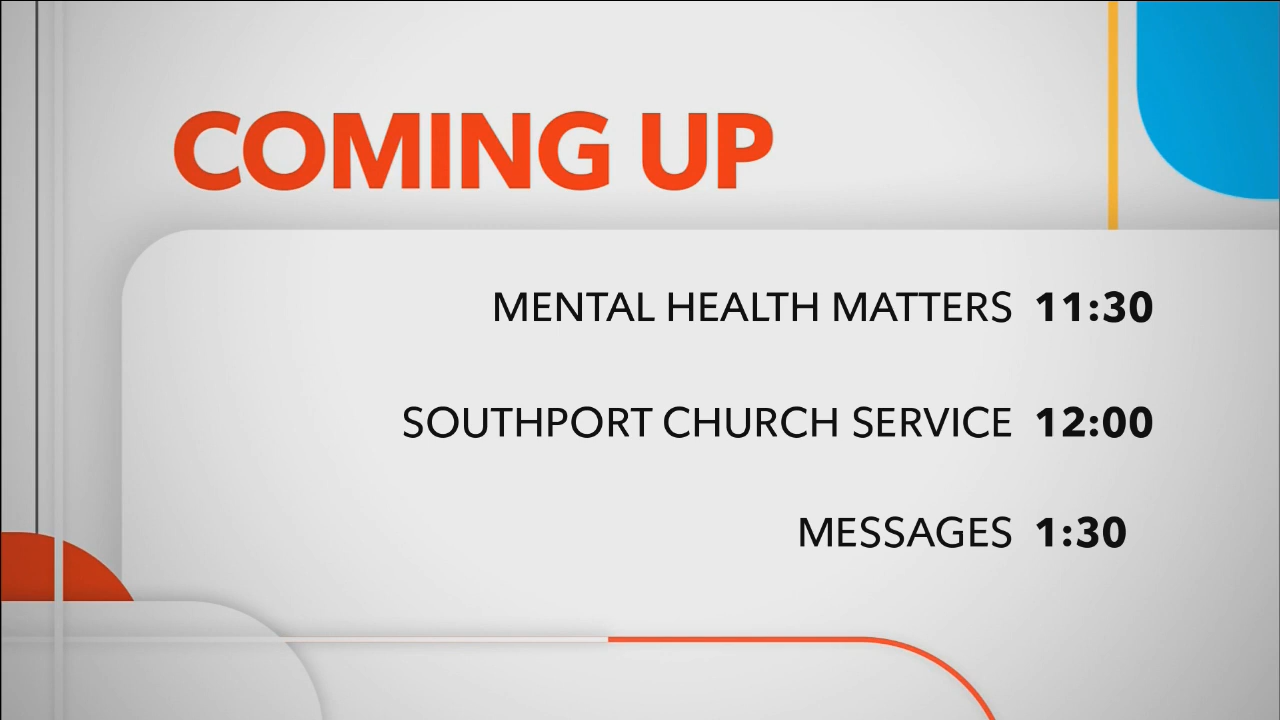 COMING UP
MENTAL HEALTH MATTERS 11:30
SOUTHPORT CHURCH SERVICE 12:00
MESSAGES 1:30